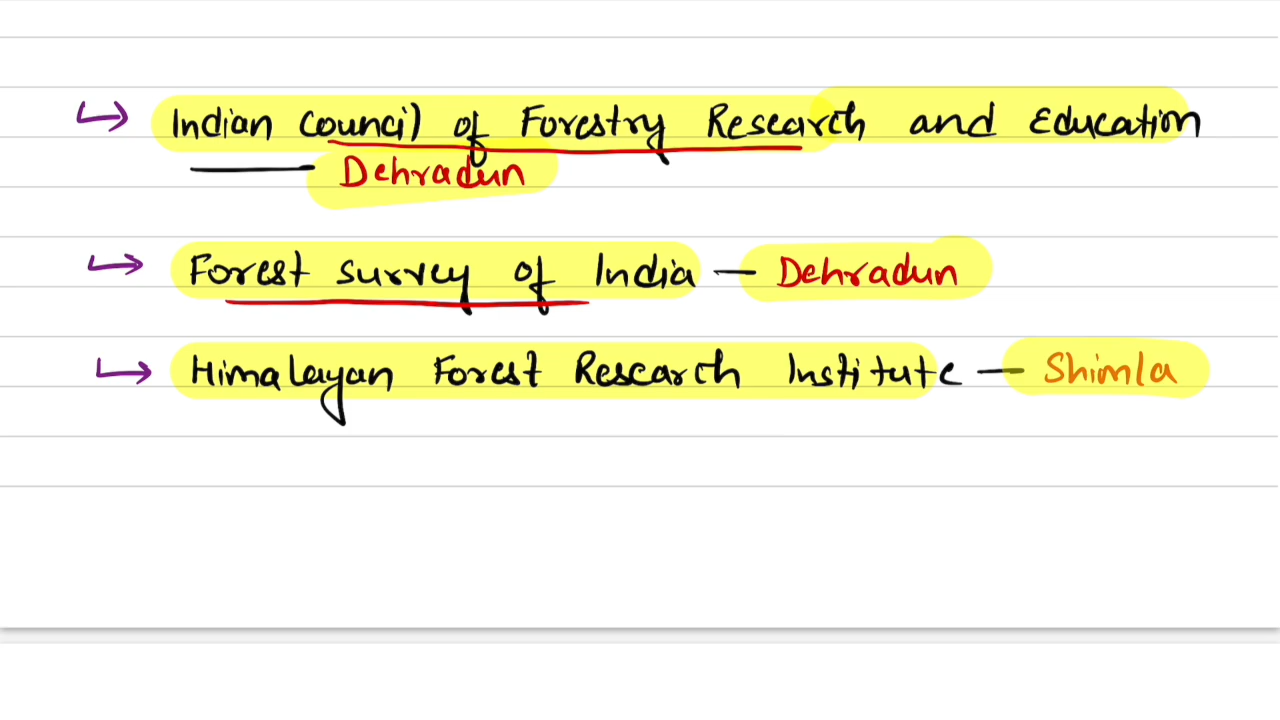 ↪ Indian Council of Forestry Research and Education
— Dehradun
↪ Forest survey of India — Dehradun
↪ Himalayan Forest Research Institute — Shimla